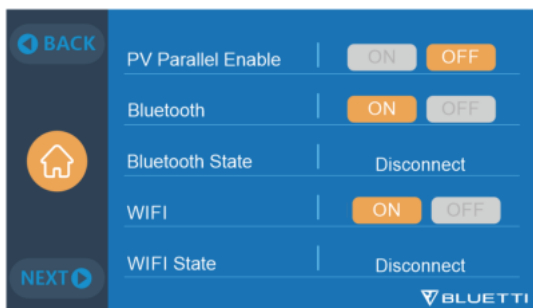 BACK
PV Parallel Enable ON OFF
Bluetooth ON OFF
Bluetooth State Disconnect
WIFI ON OFF
WIFI State Disconnect
NEXT
BLUETTI